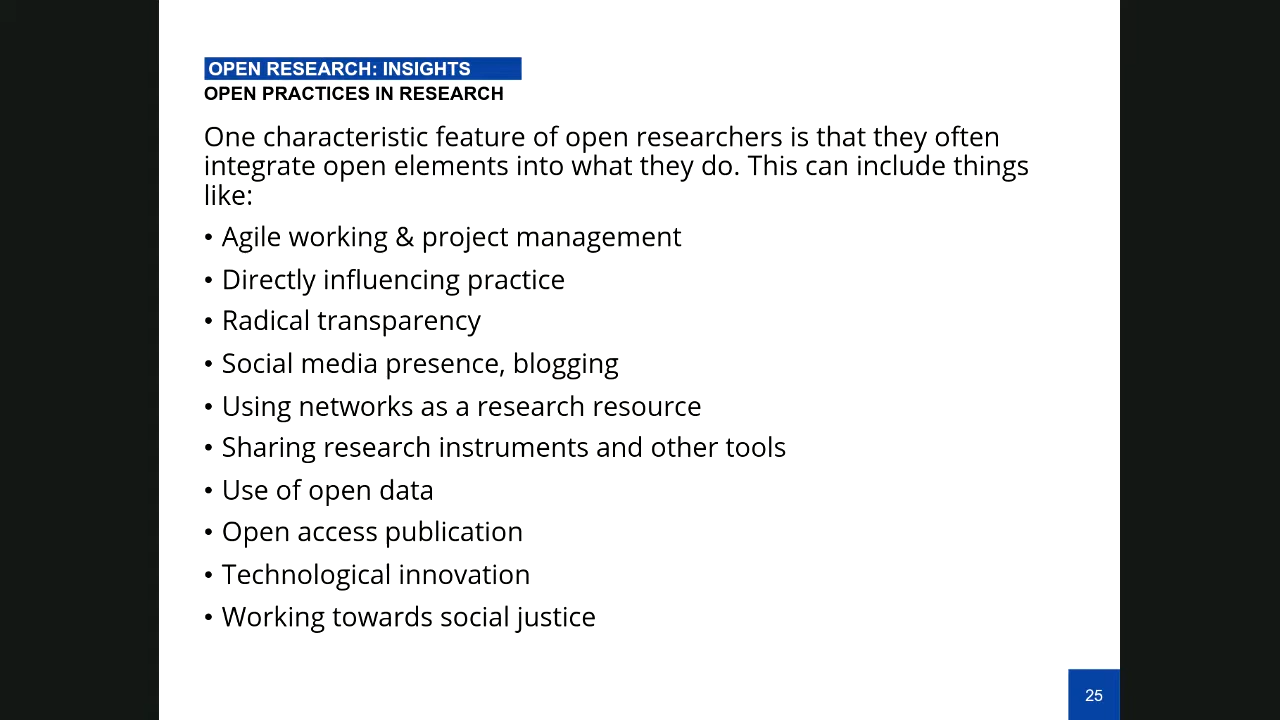 OPEN RESEARCH: INSIGHTS
OPEN PRACTICES IN RESEARCH
One characteristic feature of open researchers is that they often
integrate open elements into what they do. This can include things
like:
• Agile working & project management
• Directly influencing practice
• Radical transparency
• Social media presence, blogging
• Using networks as a research resource
• Sharing research instruments and other tools
• Use of open data
• Open access publication
• Technological innovation
• Working towards social justice
25